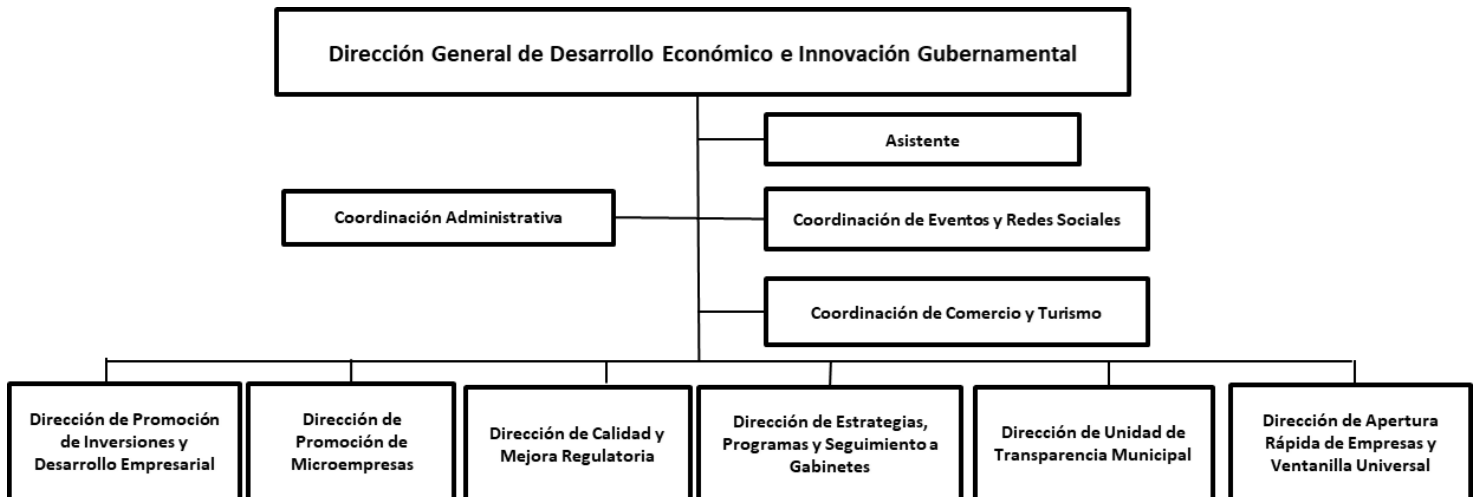 Dirección General de Desarrollo Económico e Innovación Gubernamental
Asistente
Coordinación Administrativa
Coordinación de Eventos y Redes Sociales
Coordinación de Comercio y Turismo
Dirección de Promoción
de Inversiones y
Desarrollo Empresarial
Dirección de
Promoción de
Microempresas
Dirección de Calidad y
Mejora Regulatoria
Dirección de Estrategias,
Programas y Seguimiento a
Gabinetes
Dirección de Unidad de
Transparencia Municipal
Dirección de Apertura
Rápida de Empresas y
Ventanilla Universal